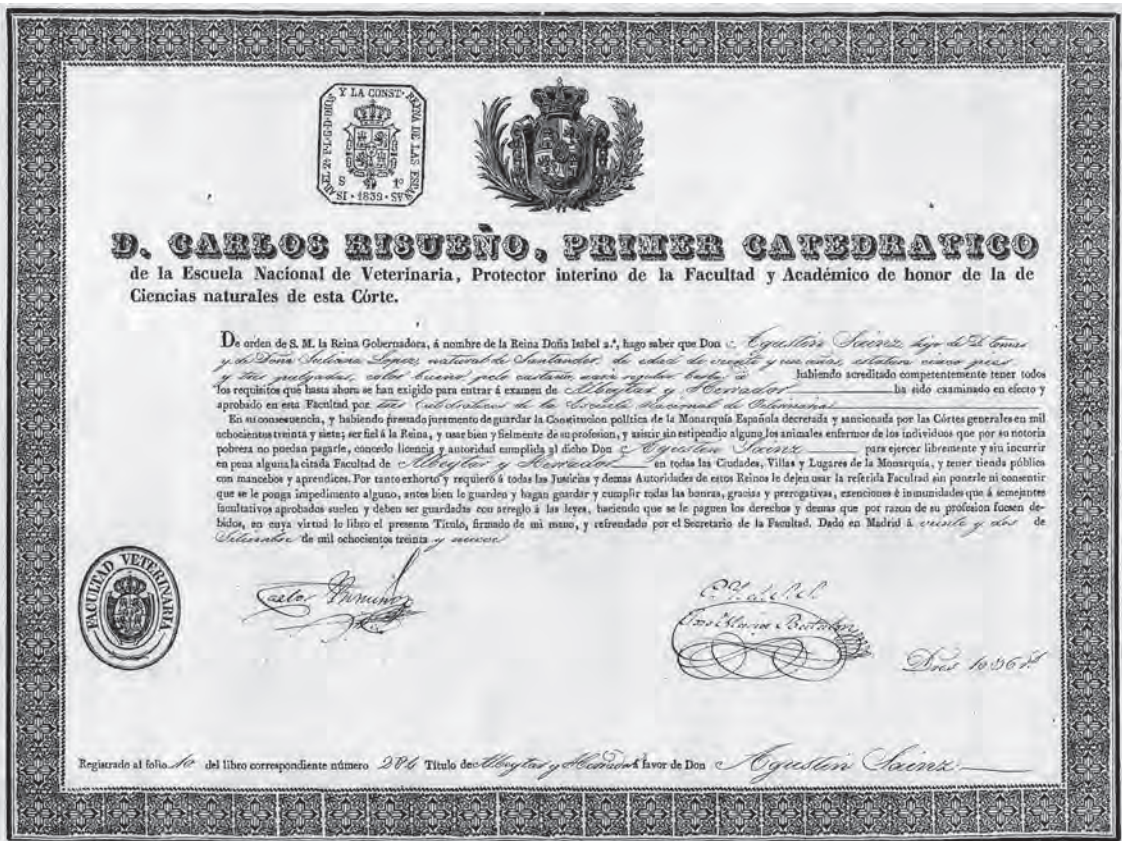 ISABEL 2ª P.L.G.D.DIOS Y LA CONST. REINA DE LAS ESPAÑAS
S 1º
1839
D. CARLOS RISUEÑO, PRIMER CATEDRATICO
de la Escuela Nacional de Veterinaria, Protector interino de la Facultad y Académico de honor de la de
Ciencias naturales de esta Córte.
De orden de S. M. la Reina Gobernadora, á nombre de la Reina Doña Isabel 2.ª, hago saber que Don Agustin Sainz hijo de D. Tomas
y de Doña Juliana Lopez, natural de Santander, de edad de veinte y un años, estatura cinco pies
y tres pulgadas, color bueno pelo castaño, cara regular habiendo acreditado competentemente tener todos
los requisitos que hasta ahora se han exigido para entrar á examen de Albeytar y Herrador ha sido examinado en efecto y
aprobado en esta Facultad por tres Catedraticos de la Escuela Nacional de Veterinaria
En su consecuencia, y habiendo prestado juramento de guardar la Constitucion política de la Monarquía Española decretada y sancionada por las Córtes generales en mil
ochocientos treinta y siete; ser fiel á la Reina, y usar bien y fielmente de su profesion, y asistir sin estipendio alguno los animales enfermos de los individuos que por su notoria
pobreza no puedan pagarle, concedo licencia y autoridad cumplida al dicho Don Agustin Sainz para ejercer libremente y sin incurrir
en pena alguna la citada Facultad de Albeytar y Herrador en todas las Ciudades, Villas y Lugares de la Monarquía, y tener tienda pública
con mancebos y aprendices. Por tanto exhorto y requiero á todas las Justicias y demas Autoridades de estos Reinos le dejen usar la referida Facultad sin ponerle ni consentir
que se le ponga impedimento alguno, antes bien le guarden y hagan guardar y cumplir todas las honras, gracias y prerogativas, exenciones é inmunidades que á semejantes
facultativos aprobados suelen y deben ser guardadas con arreglo á las leyes, haciendo que se le paguen los derechos y demas que por razon de su profesion fuesen de-
bidos, en cuya virtud le libro el presente Título, firmado de mi mano, y refrendado por el Secretario de la Facultad. Dado en Madrid á veinte y dos de
Setiembre de mil ochocientos treinta y nueve
FACULTAD VETERINARIA
Carlos Risueño
Registrado al folio 10 del libro correspondiente número 286 Titulo de Albeytar y Herrador á favor de Don Agustin Sainz